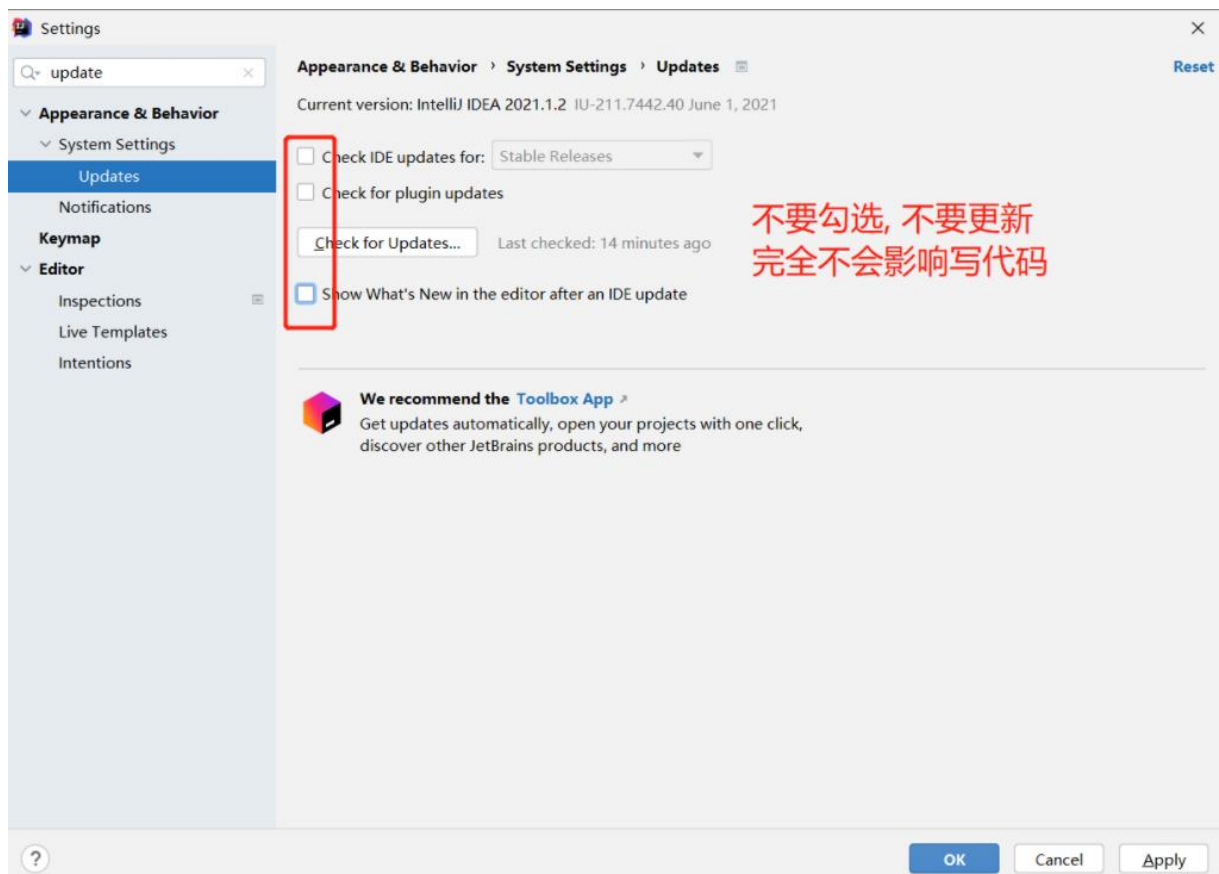 Settings
update
Appearance & Behavior
System Settings
Updates
Notifications
Keymap
Editor
Inspections
Live Templates
Intentions
Appearance & Behavior › System Settings › Updates
Reset
Current version: IntelliJ IDEA 2021.1.2 IU-211.7442.40 June 1, 2021
Check IDE updates for: Stable Releases
Check for plugin updates
Check for Updates... Last checked: 14 minutes ago
不要勾选, 不要更新
完全不会影响写代码
Show What's New in the editor after an IDE update
We recommend the Toolbox App ↗
Get updates automatically, open your projects with one click,
discover other JetBrains products, and more
?
OK Cancel Apply